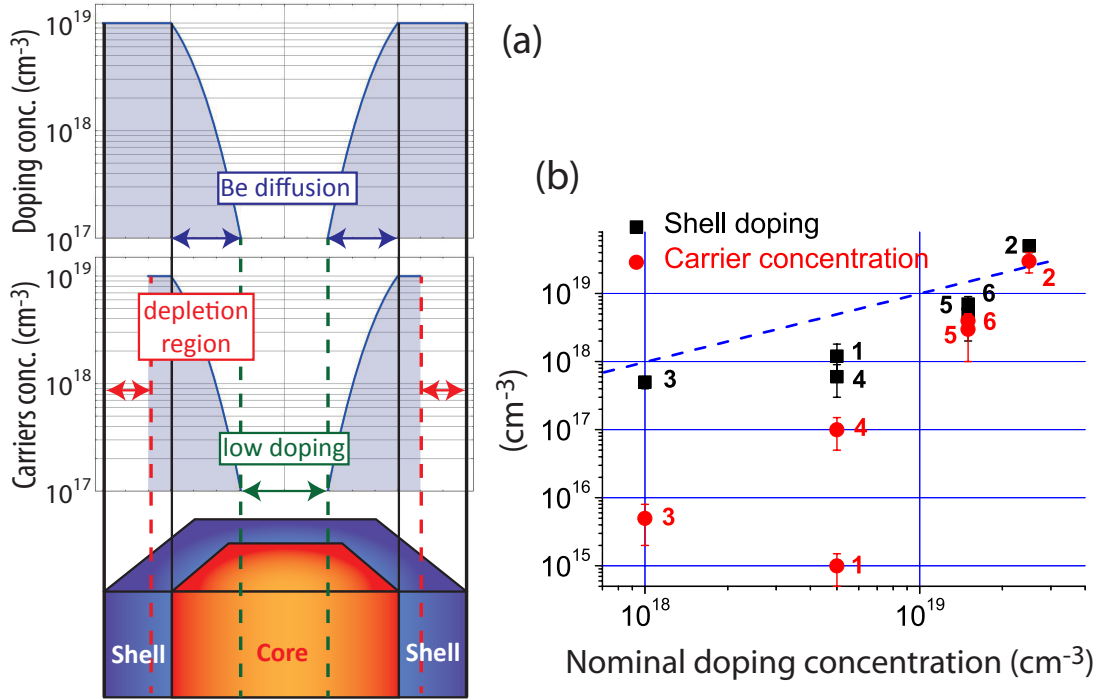 (a)
Doping conc. (cm⁻³)
10¹⁹
10¹⁸
10¹⁷
Be diffusion
Carriers conc. (cm⁻³)
10¹⁹
10¹⁸
10¹⁷
depletion
region
low doping
Shell
Core
Shell
(b)
Shell doping
Carrier concentration
(cm⁻³)
10¹⁹
10¹⁸
10¹⁷
10¹⁶
10¹⁵
2
2
6
5
6
5
1
3
4
4
3
1
10¹⁸
10¹⁹
Nominal doping concentration (cm⁻³)